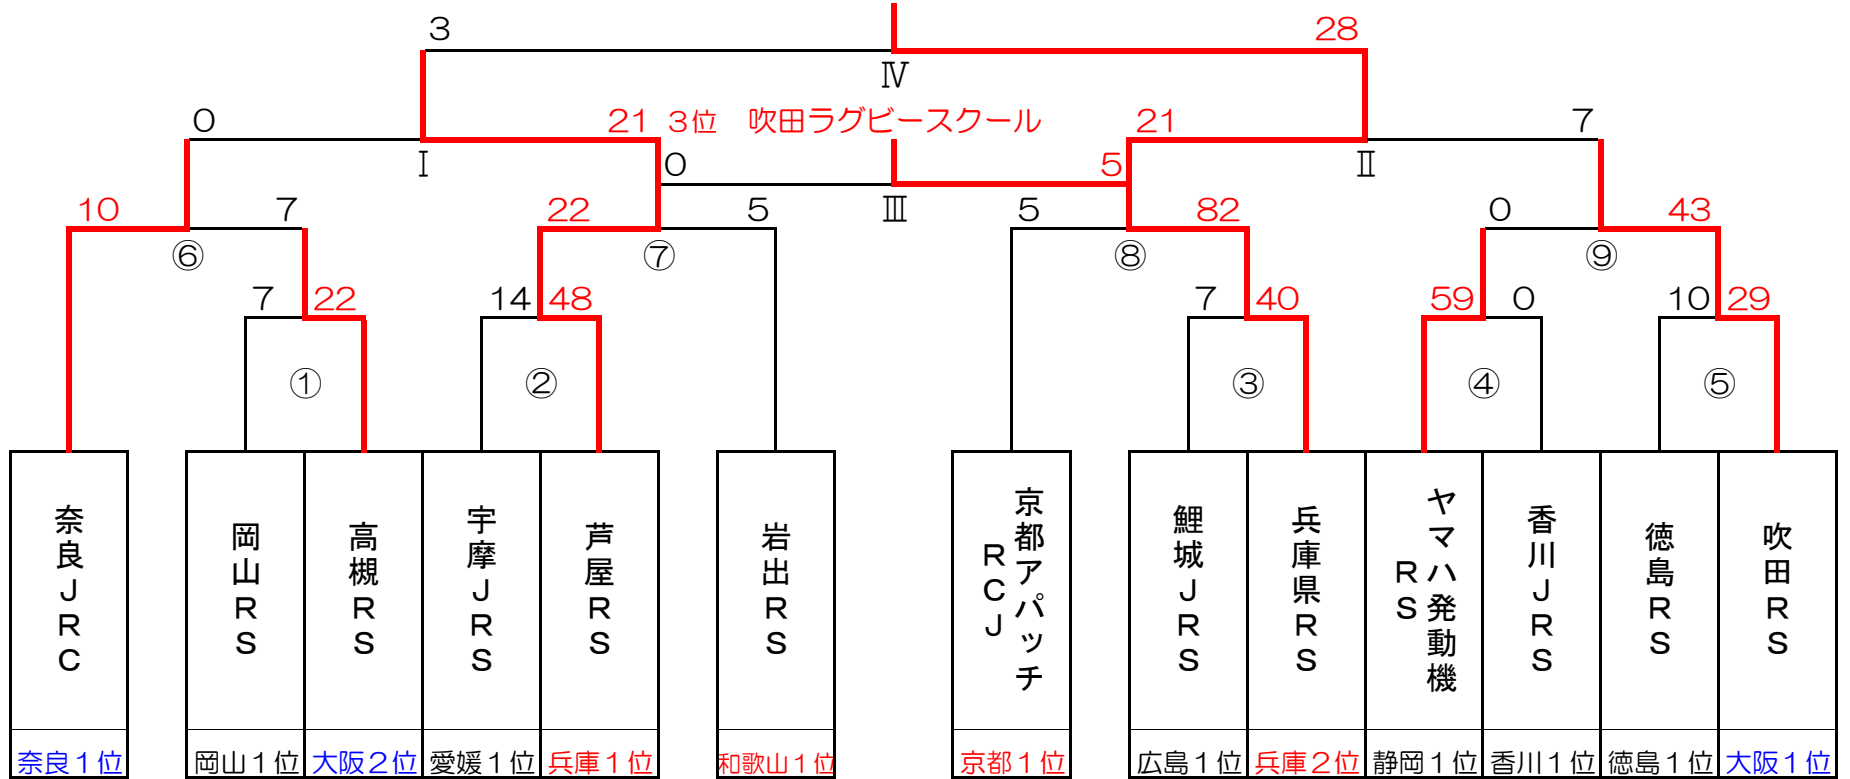 3 28
Ⅳ
0 21 3位 吹田ラグビースクール 21 7
Ⅰ 0 5 Ⅱ
10 7 22 5 Ⅲ 5 82 0 43
⑥ ⑦ ⑧ ⑨
7 22 14 48 7 40 59 0 10 29
① ② ③ ④ ⑤
奈良JRC
岡山RS
高槻RS
宇摩JRS
芦屋RS
岩出RS
京都アパッチ
RCJ
鯉城JRS
兵庫県RS
ヤマハ発動機
RS
香川JRS
徳島RS
吹田RS
奈良1位 岡山1位 大阪2位 愛媛1位 兵庫1位 和歌山1位 京都1位 広島1位 兵庫2位 静岡1位 香川1位 徳島1位 大阪1位